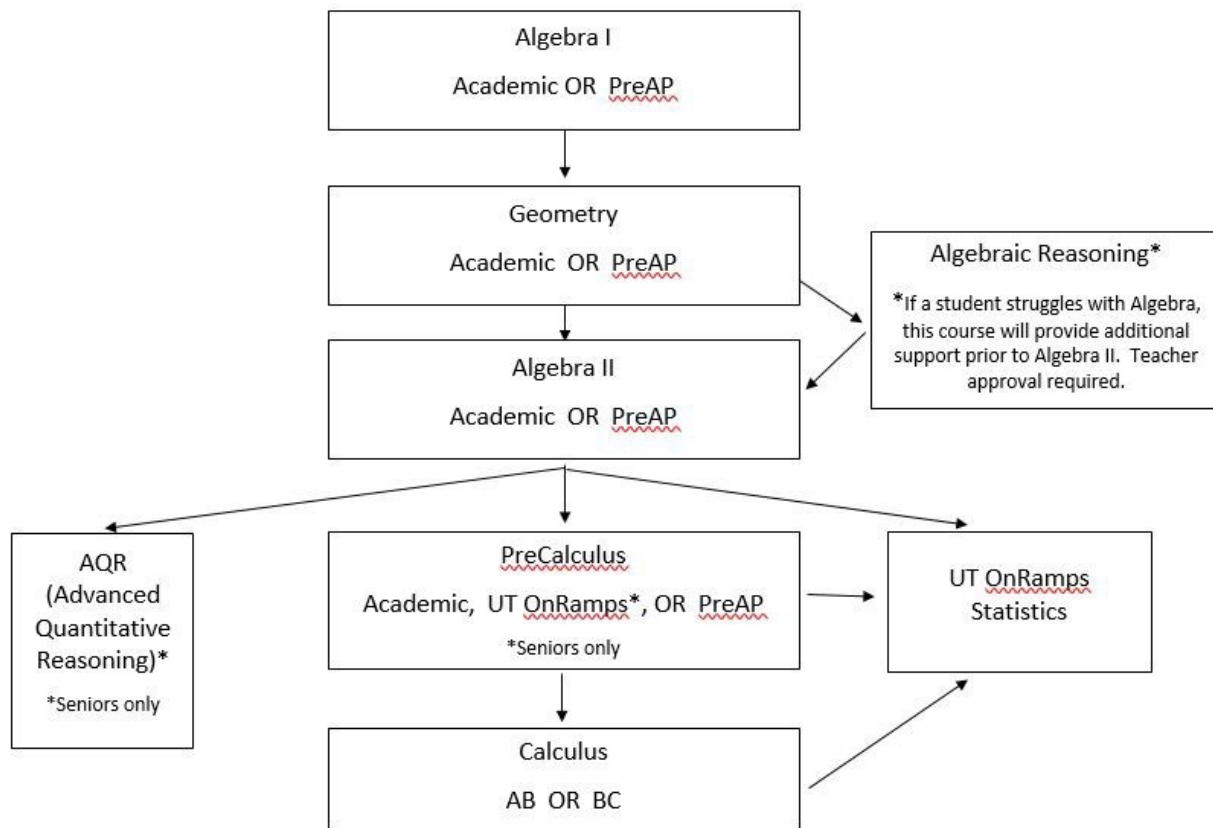 Algebra I
Academic OR PreAP
Geometry
Academic OR PreAP
Algebraic Reasoning*
*If a student struggles with Algebra,
this course will provide additional
support prior to Algebra II. Teacher
approval required.
Algebra II
Academic OR PreAP
AQR
(Advanced
Quantitative
Reasoning)*
*Seniors only
PreCalculus
Academic, UT OnRamps*, OR PreAP
*Seniors only
UT OnRamps
Statistics
Calculus
AB OR BC